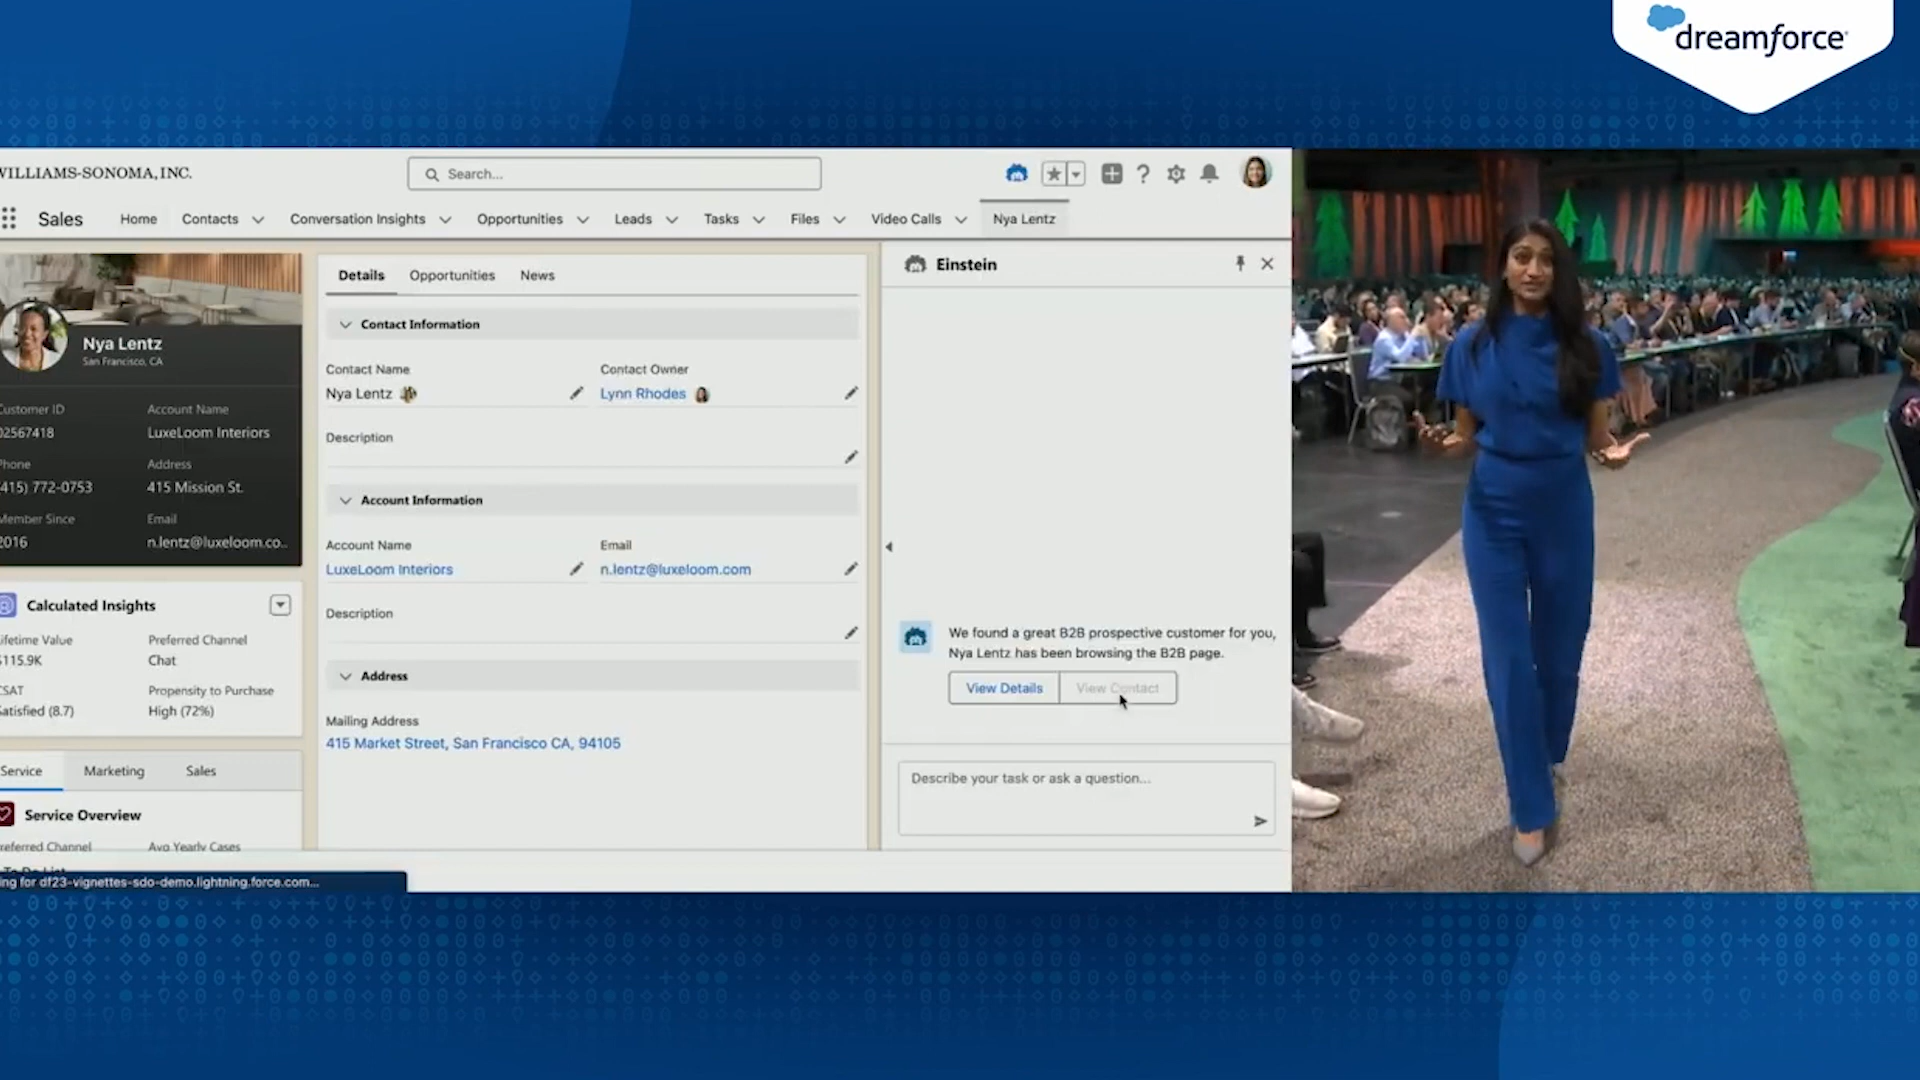 dreamforce
WILLIAMS-SONOMA, INC.
Search...
Sales
Home
Contacts
Conversation Insights
Opportunities
Leads
Tasks
Files
Video Calls
Nya Lentz
Nya Lentz
San Francisco, CA
Customer ID
Account Name
02567418
LuxeLoom Interiors
Phone
Address
(415) 772-0753
415 Mission St.
Member Since
Email
2016
n.lentz@luxeloom.co...
Calculated Insights
Lifetime Value
Preferred Channel
$115.9K
Chat
CSAT
Propensity to Purchase
Satisfied (8.7)
High (72%)
Service
Marketing
Sales
Service Overview
Preferred Channel
Avg Yearly Cases
To Do List
ing for df23-vignettes-sdo-demo.lightning.force.com...
Details
Opportunities
News
Contact Information
Contact Name
Contact Owner
Nya Lentz
Lynn Rhodes
Description
Account Information
Account Name
Email
LuxeLoom Interiors
n.lentz@luxeloom.com
Description
Address
Mailing Address
415 Market Street, San Francisco CA, 94105
Einstein
We found a great B2B prospective customer for you,
Nya Lentz has been browsing the B2B page.
View Details
View Contact
Describe your task or ask a question...